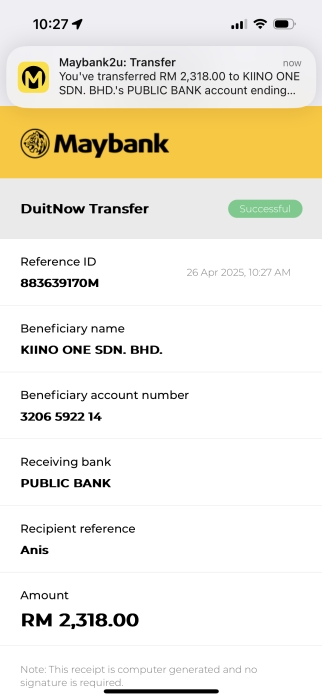 10:27
Maybank2u: Transfer
now
You've transferred RM 2,318.00 to KIINO ONE
SDN. BHD.'s PUBLIC BANK account ending...
Maybank
DuitNow Transfer
Successful
Reference ID
26 Apr 2025, 10:27 AM
883639170M
Beneficiary name
KIINO ONE SDN. BHD.
Beneficiary account number
3206 5922 14
Receiving bank
PUBLIC BANK
Recipient reference
Anis
Amount
RM 2,318.00
Note: This receipt is computer generated and no
signature is required.